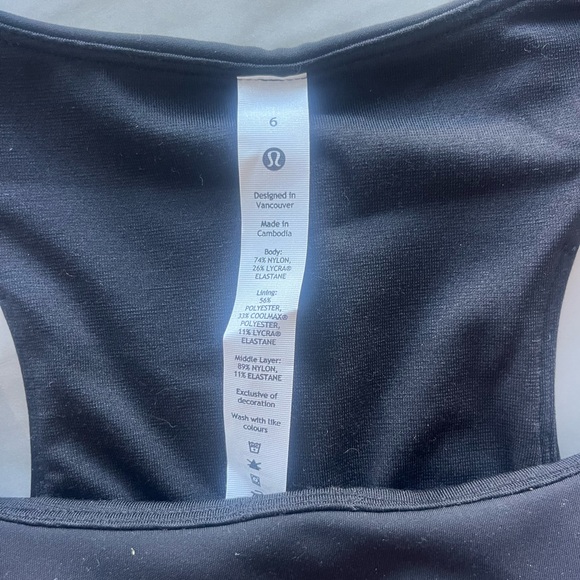 6
Designed in
Vancouver
Made in
Cambodia
Body:
74% NYLON,
26% LYCRA®
ELASTANE
Lining:
56%
POLYESTER,
33% COOLMAX®
POLYESTER,
11% LYCRA®
ELASTANE
Middle Layer:
89% NYLON,
11% ELASTANE
Exclusive of
decoration
Wash with like
colours